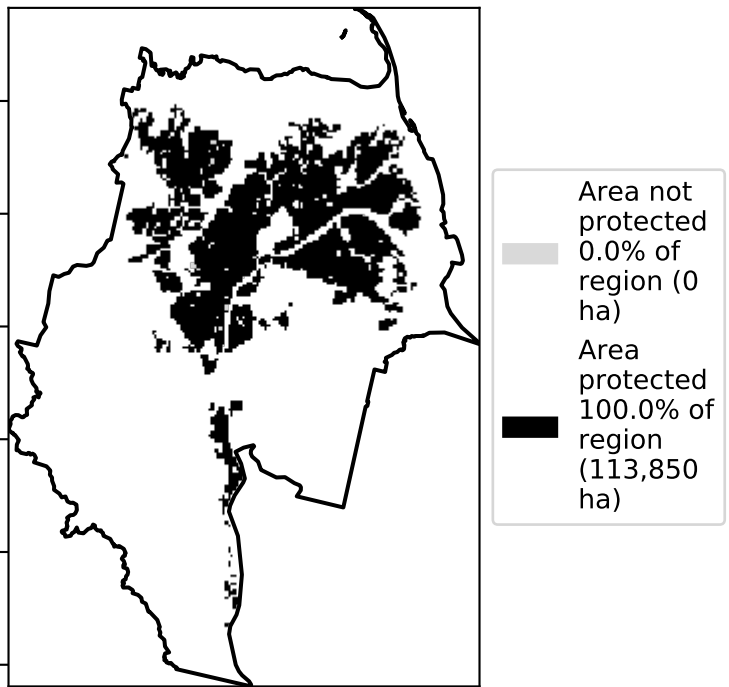 Area not
protected
0.0% of
region (0
ha)
Area
protected
100.0% of
region
(113,850
ha)